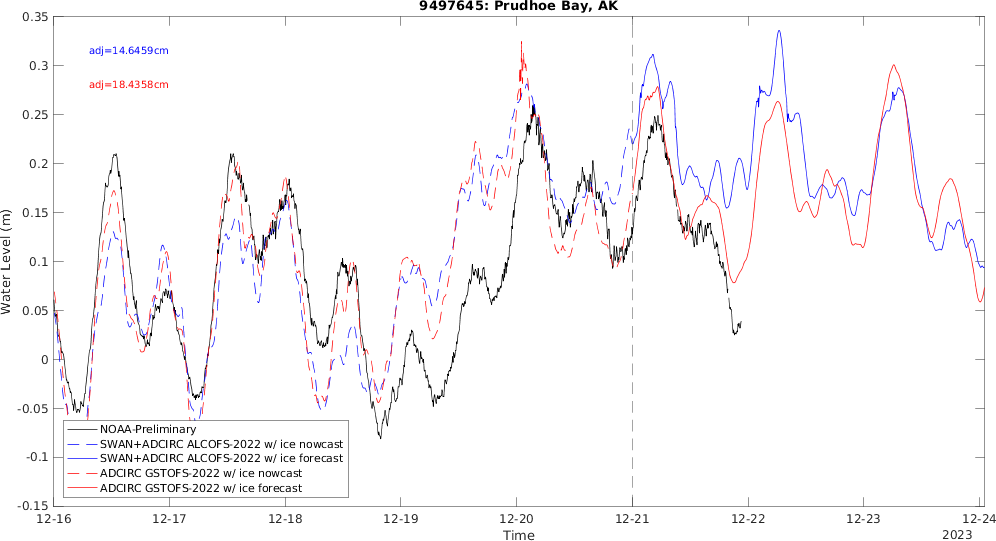 9497645: Prudhoe Bay, AK
0.35
0.3
0.25
0.2
0.15
0.1
0.05
0
-0.05
-0.1
-0.15
Water Level (m)
adj=14.6459cm
adj=18.4358cm
NOAA-Preliminary
SWAN+ADCIRC ALCOFS-2022 w/ ice nowcast
SWAN+ADCIRC ALCOFS-2022 w/ ice forecast
ADCIRC GSTOFS-2022 w/ ice nowcast
ADCIRC GSTOFS-2022 w/ ice forecast
12-16 12-17 12-18 12-19 12-20 12-21 12-22 12-23 12-24
Time
2023